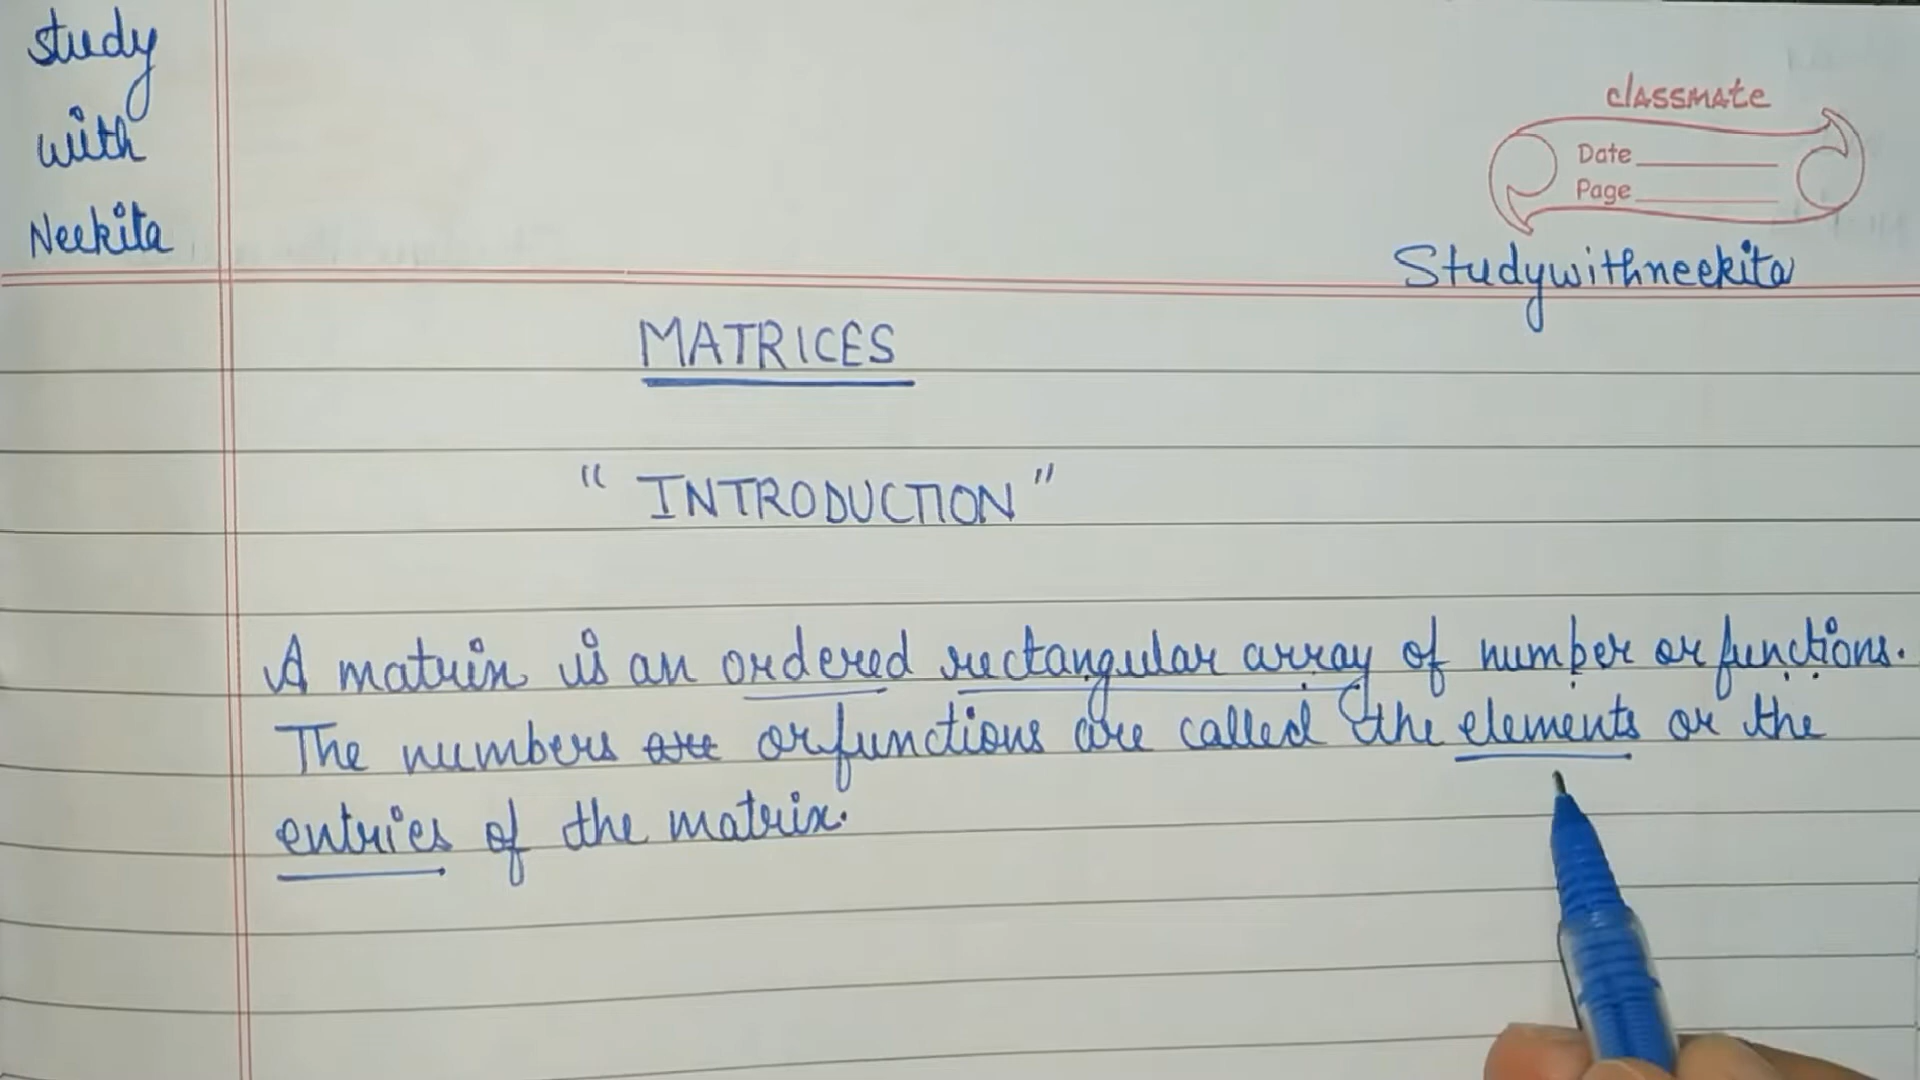 study
with
Neekita
classmate
Date
Page
Studywithneekita
MATRICES
"INTRODUCTION"
A matrix is an ordered rectangular array of number or functions.
The numbers are or functions are called the elements or the
entries of the matrix.